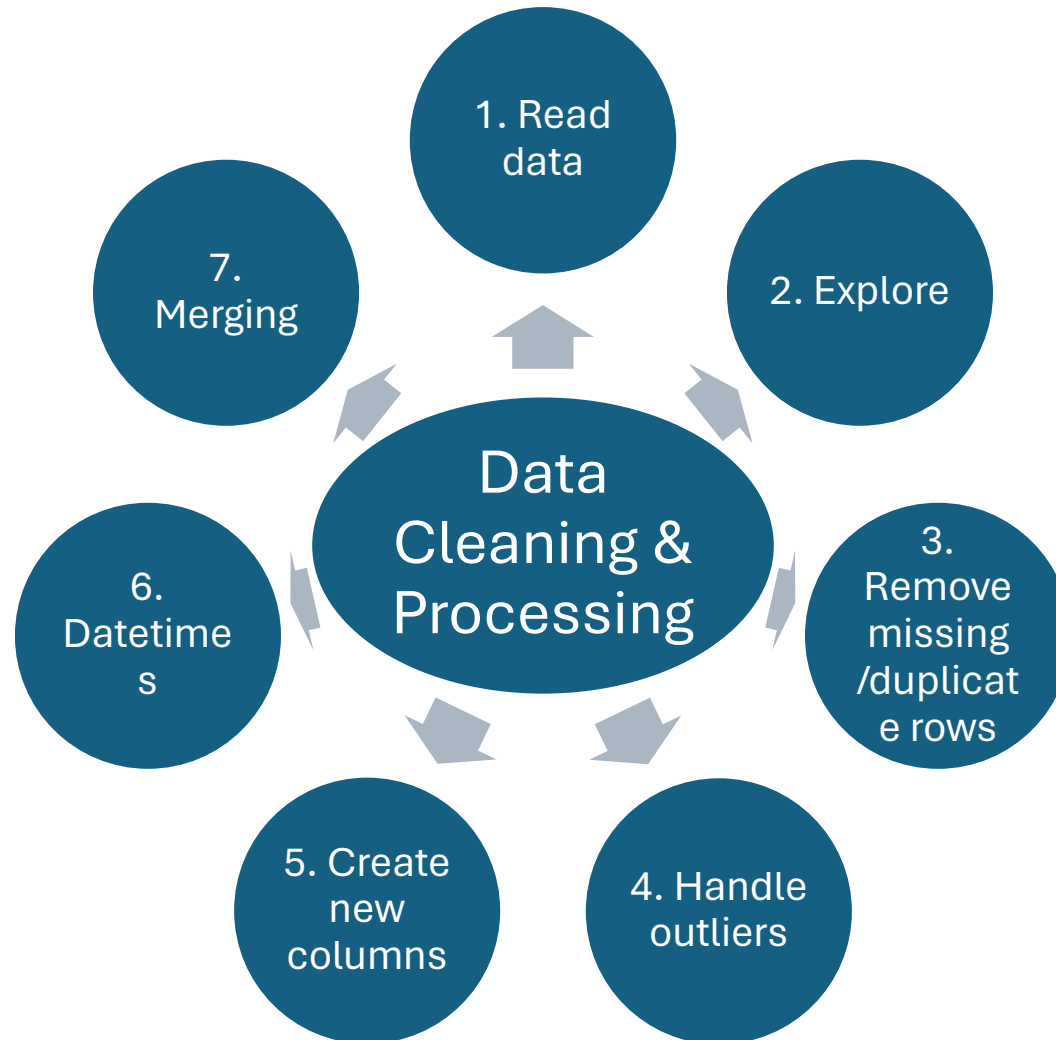 1. Read
data
2. Explore
3.
Remove
missing
/duplicat
e rows
4. Handle
outliers
5. Create
new
columns
6.
Datetime
s
7.
Merging
Data
Cleaning &
Processing